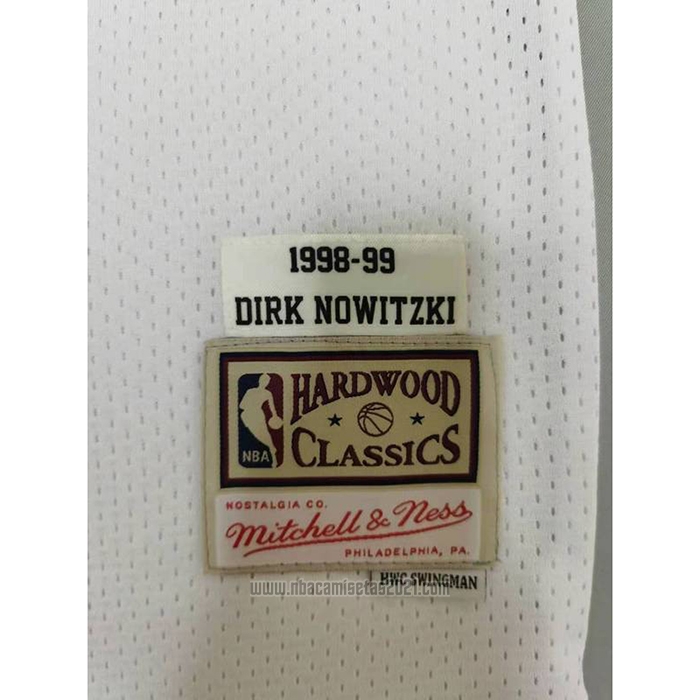 1998-99
DIRK NOWITZKI
HARDWOOD
CLASSICS
NBA
NOSTALGIA CO.
Mitchell & Ness
PHILADELPHIA, PA.
HWC SWINGMAN
www.nbacamisetas2021.com